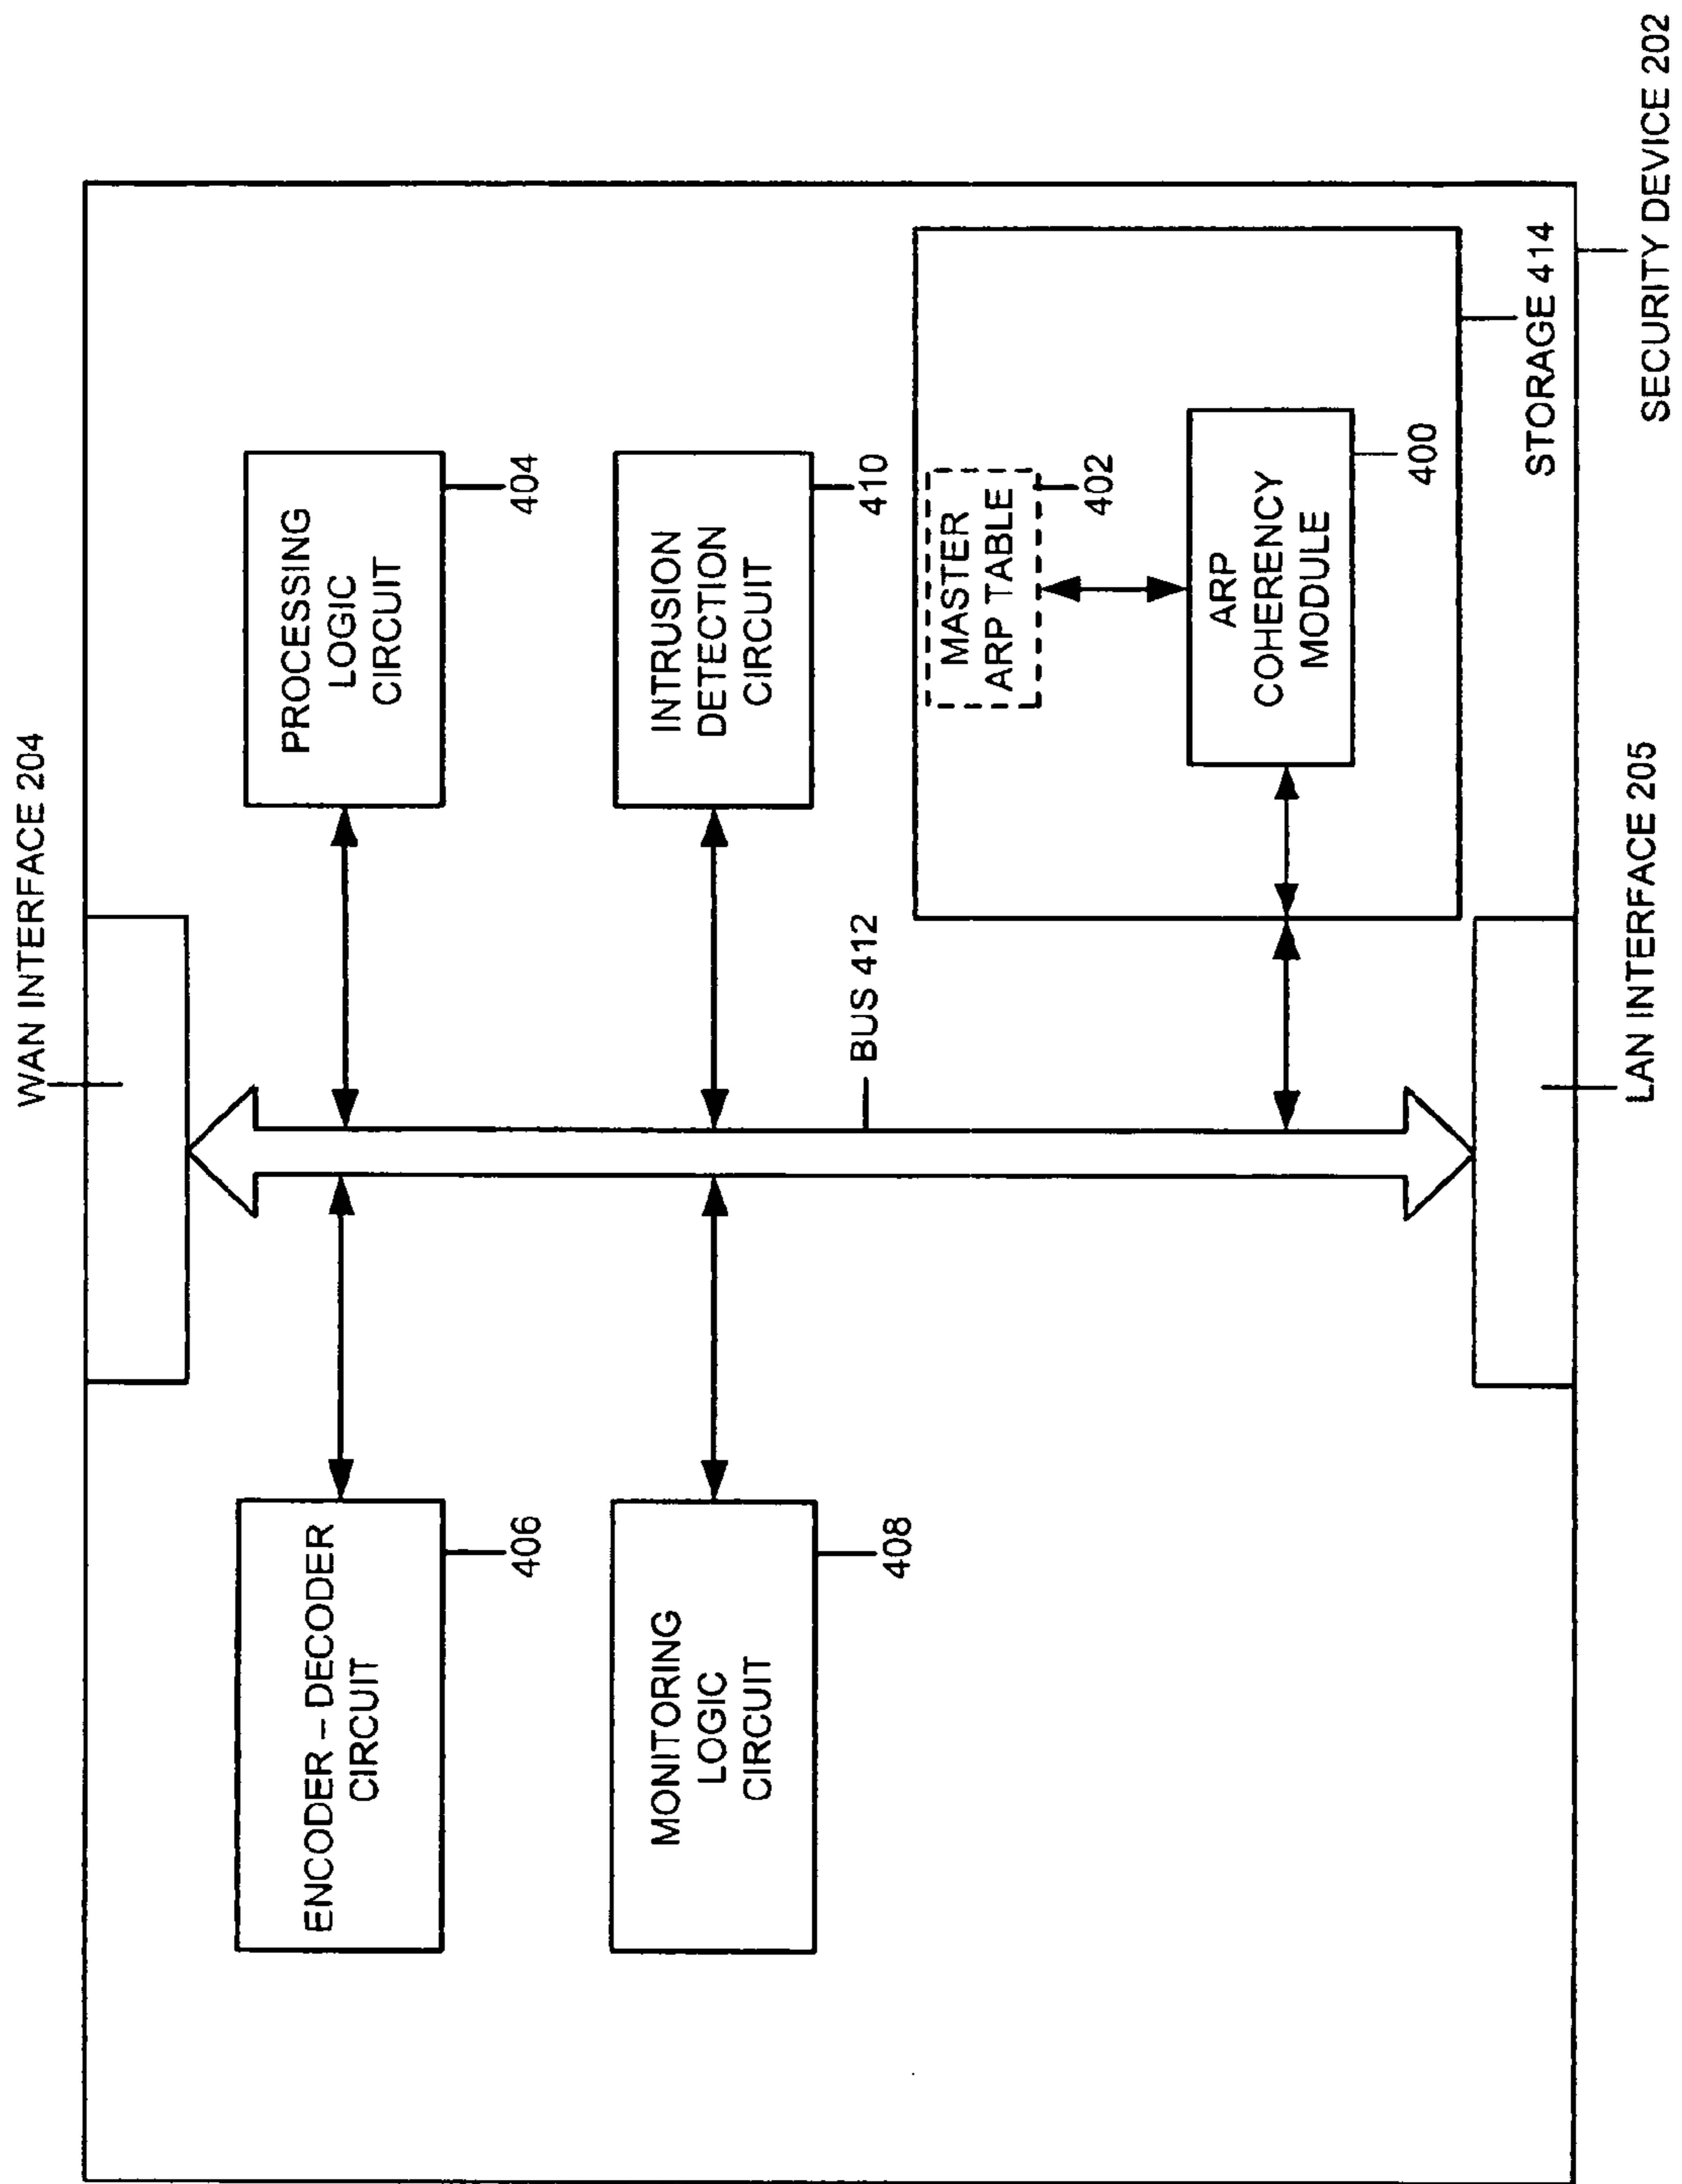 WAN INTERFACE 204
ENCODER – DECODER
CIRCUIT
406
PROCESSING
LOGIC
CIRCUIT
404
MONITORING
LOGIC
CIRCUIT
408
INTRUSION
DETECTION
CIRCUIT
410
BUS 412
MASTER
ARP TABLE
402
ARP
COHERENCY
MODULE
400
STORAGE 414
LAN INTERFACE 205
SECURITY DEVICE 202